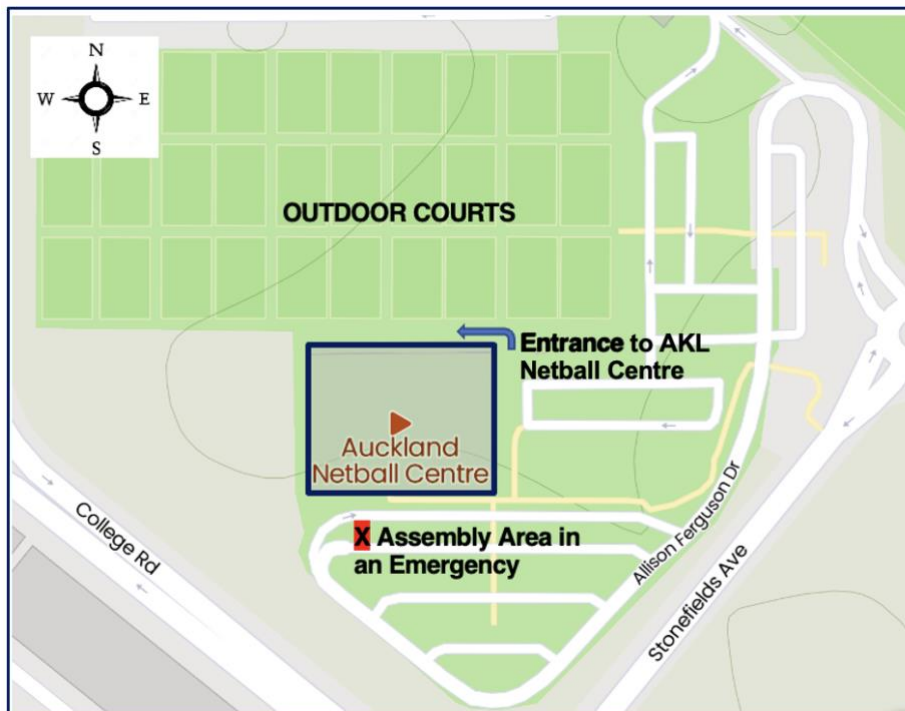 N
W E
S
OUTDOOR COURTS
Entrance to AKL
Netball Centre
Auckland
Netball Centre
X Assembly Area in
an Emergency
College Rd
Allison Ferguson Dr
Stonefields Ave